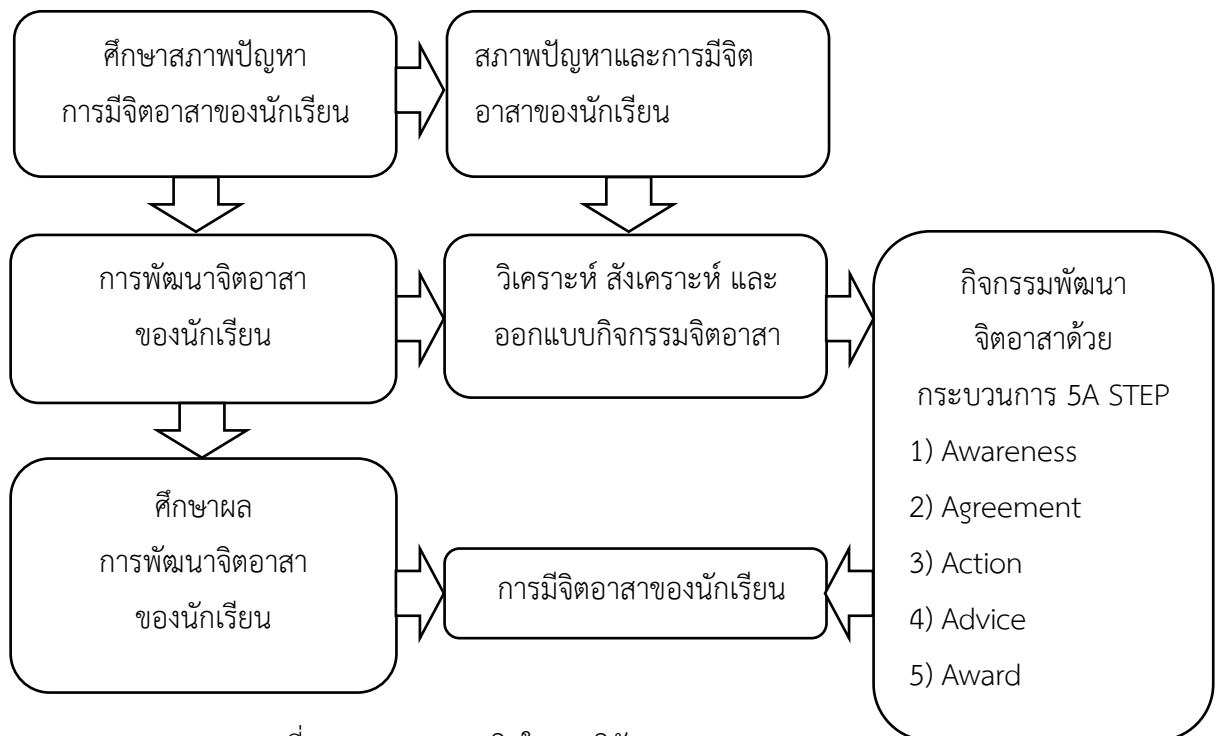 ศึกษาสภาพปัญหา
การมีจิตอาสาของนักเรียน
สภาพปัญหาและการมีจิต
อาสาของนักเรียน
การพัฒนาจิตอาสา
ของนักเรียน
วิเคราะห์ สังเคราะห์ และ
ออกแบบกิจกรรมจิตอาสา
กิจกรรมพัฒนา
จิตอาสาด้วย
กระบวนการ 5A STEP
1) Awareness
2) Agreement
3) Action
4) Advice
5) Award
ศึกษาผล
การพัฒนาจิตอาสา
ของนักเรียน
การมีจิตอาสาของนักเรียน